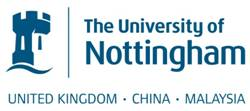 The University of
Nottingham
UNITED KINGDOM · CHINA · MALAYSIA